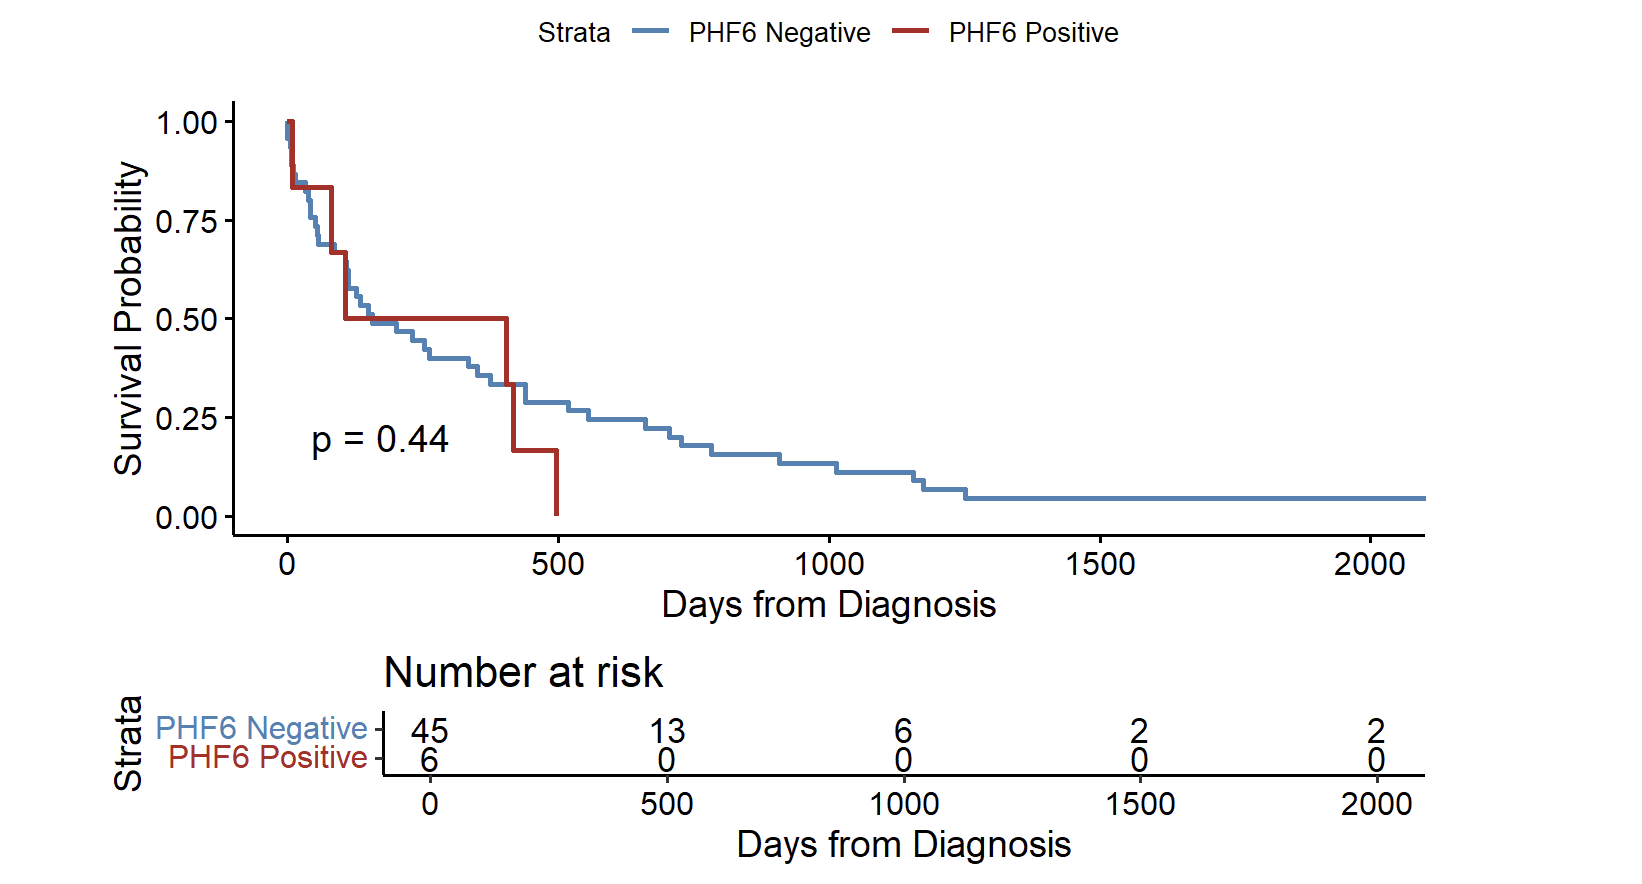 Strata PHF6 Negative PHF6 Positive
1.00
0.75
0.50
0.25
0.00
Survival Probability
p = 0.44
0 500 1000 1500 2000
Days from Diagnosis
Number at risk
Strata
PHF6 Negative 45 13 6 2 2
PHF6 Positive 6 0 0 0 0
0 500 1000 1500 2000
Days from Diagnosis